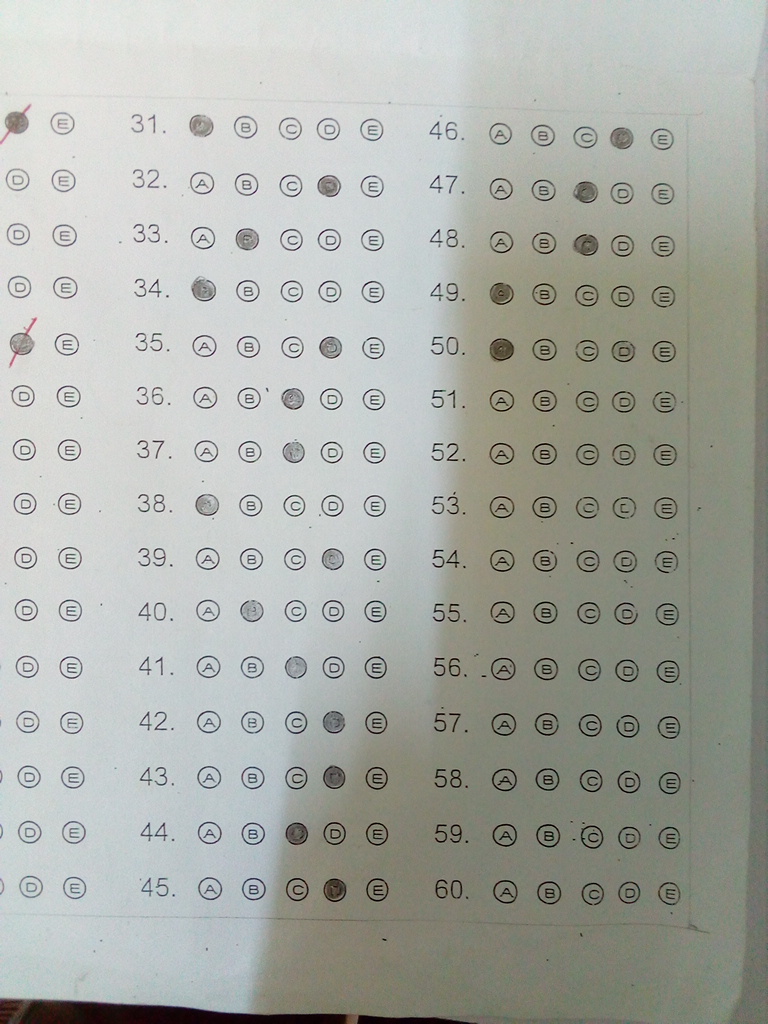 E 31. B C D E 46. A B C E
D E 32. A B C E 47. A B D E
D E 33. A C D E 48. A B D E
D E 34. B C D E 49. B C D E
E 35. A B C E 50. B C D E
D E 36. A B D E 51. A B C D E
D E 37. A B D E 52. A B C D E
D E 38. B C D E 53. A B C D E
D E 39. A B C E 54. A B C D E
D E 40. A C D E 55. A B C D E
D E 41. A B D E 56. A B C D E
D E 42. A B C E 57. A B C D E
D E 43. A B C E 58. A B C D E
D E 44. A B D E 59. A B C D E
D E 45. A B C E 60. A B C D E